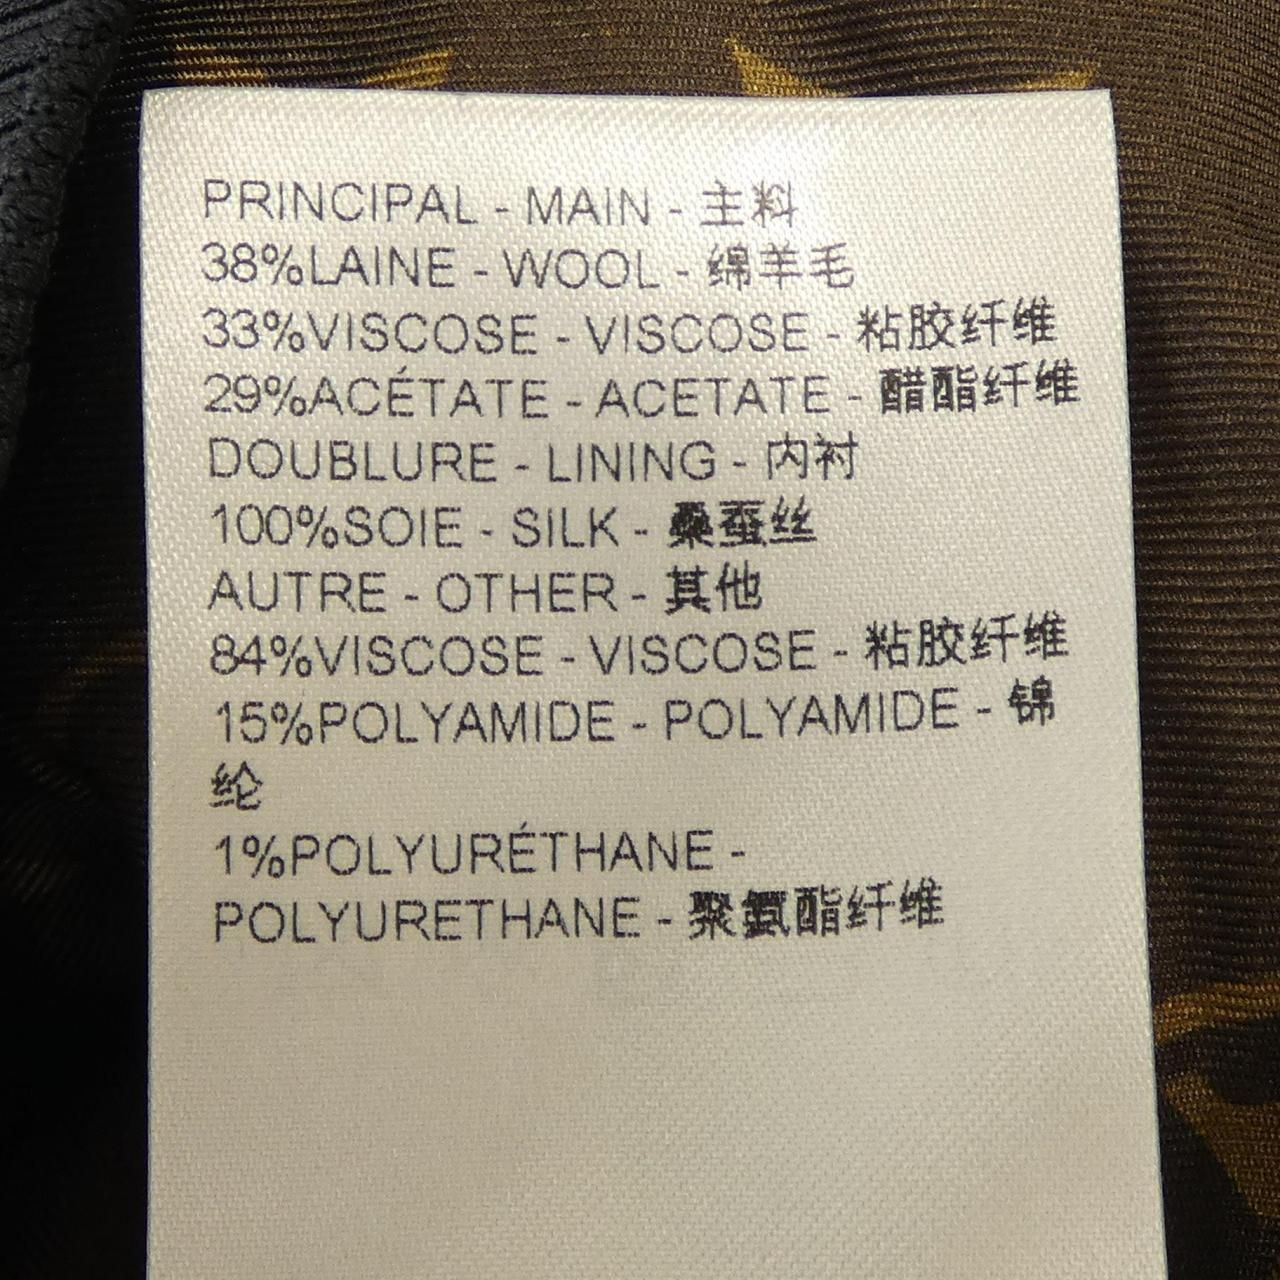 PRINCIPAL - MAIN - 主料
38%LAINE - WOOL - 绵羊毛
33%VISCOSE - VISCOSE - 粘胶纤维
29%ACÉTATE - ACETATE - 醋酯纤维
DOUBLURE - LINING - 内衬
100%SOIE - SILK - 桑蚕丝
AUTRE - OTHER - 其他
84%VISCOSE - VISCOSE - 粘胶纤维
15%POLYAMIDE - POLYAMIDE - 锦
纶
1%POLYURÉTHANE -
POLYURETHANE - 聚氨酯纤维